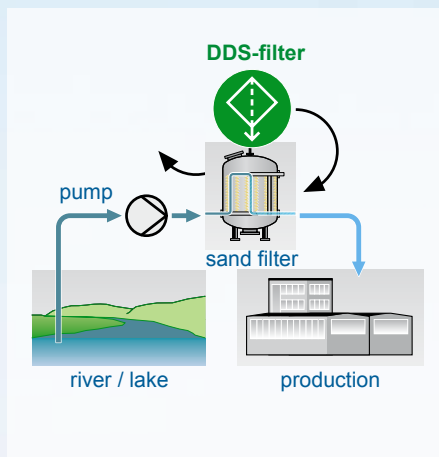 DDS-filter
pump
sand filter
river / lake
production